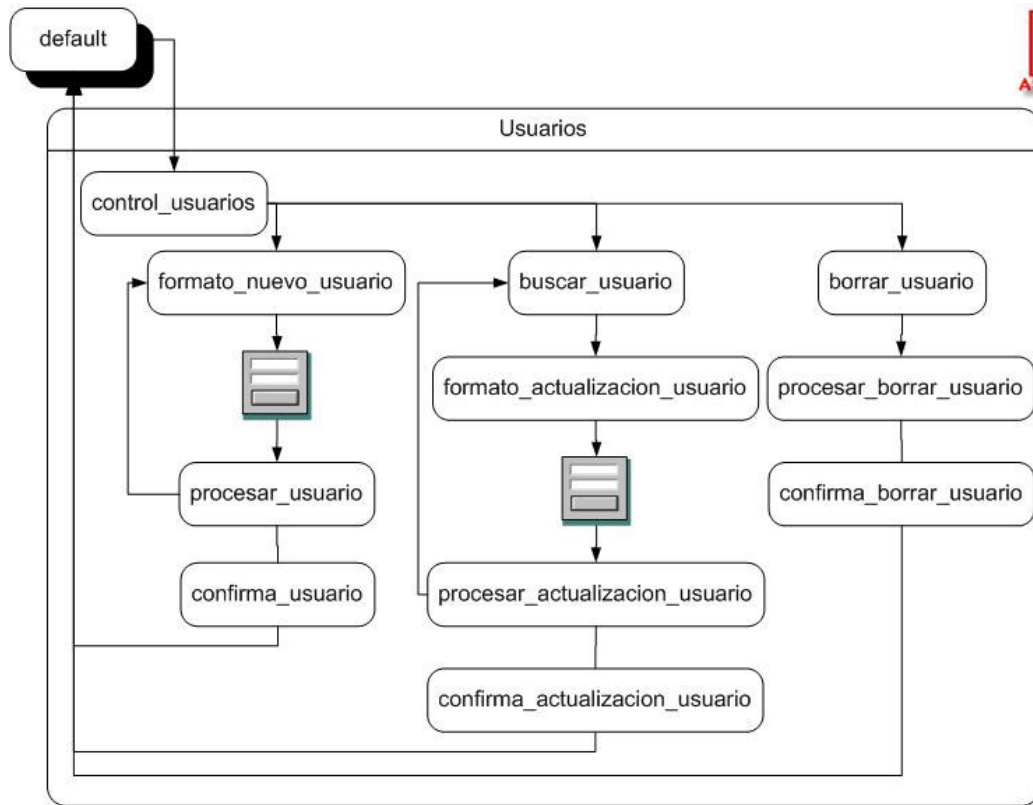 default
Usuarios
control_usuarios
formato_nuevo_usuario
buscar_usuario
borrar_usuario
formato_actualizacion_usuario
procesar_borrar_usuario
procesar_usuario
confirma_borrar_usuario
confirma_usuario
procesar_actualizacion_usuario
confirma_actualizacion_usuario